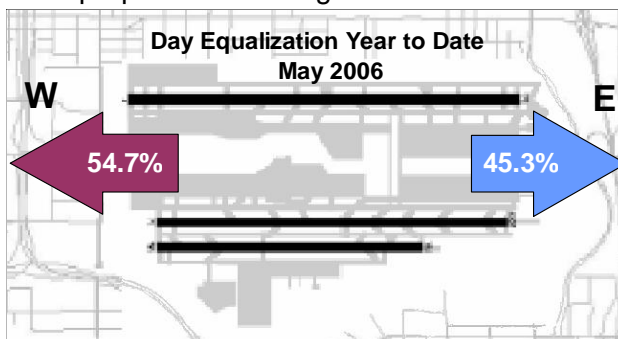 Day Equalization Year to Date
May 2006
W
E
54.7%
45.3%